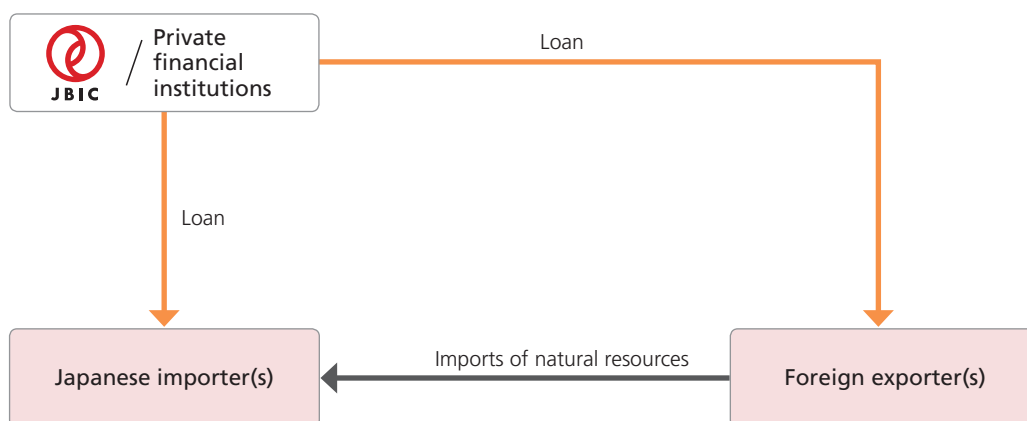 Private
financial
institutions
JBIC
/
Loan
Loan
Imports of natural resources
Japanese importer(s)
Foreign exporter(s)